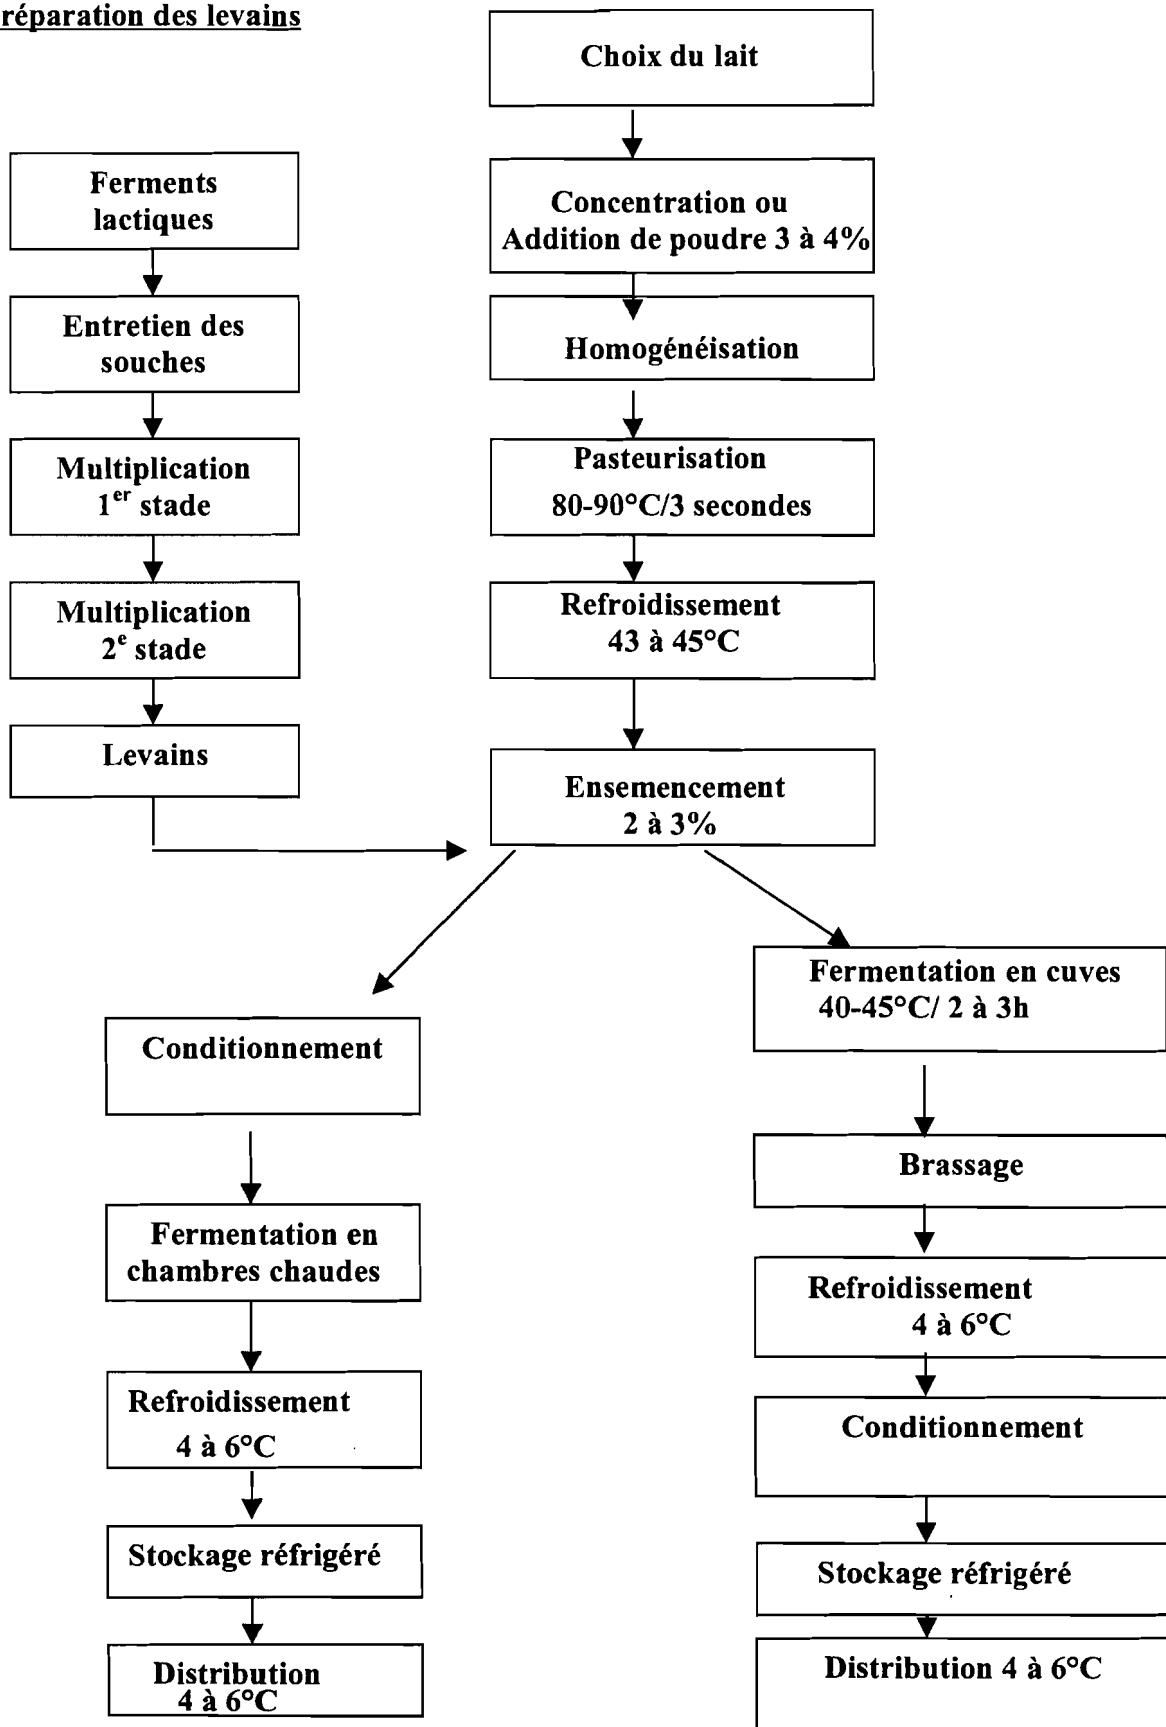 réparation des levains
Choix du lait
Ferments
lactiques
Concentration ou
Addition de poudre 3 à 4%
Entretien des
souches
Homogénéisation
Multiplication
1er stade
Pasteurisation
80-90°C/3 secondes
Multiplication
2e stade
Refroidissement
43 à 45°C
Levains
Ensemencement
2 à 3%
Conditionnement
Fermentation en
chambres chaudes
Refroidissement
4 à 6°C
Stockage réfrigéré
Distribution
4 à 6°C
Fermentation en cuves
40-45°C/ 2 à 3h
Brassage
Refroidissement
4 à 6°C
Conditionnement
Stockage réfrigéré
Distribution 4 à 6°C